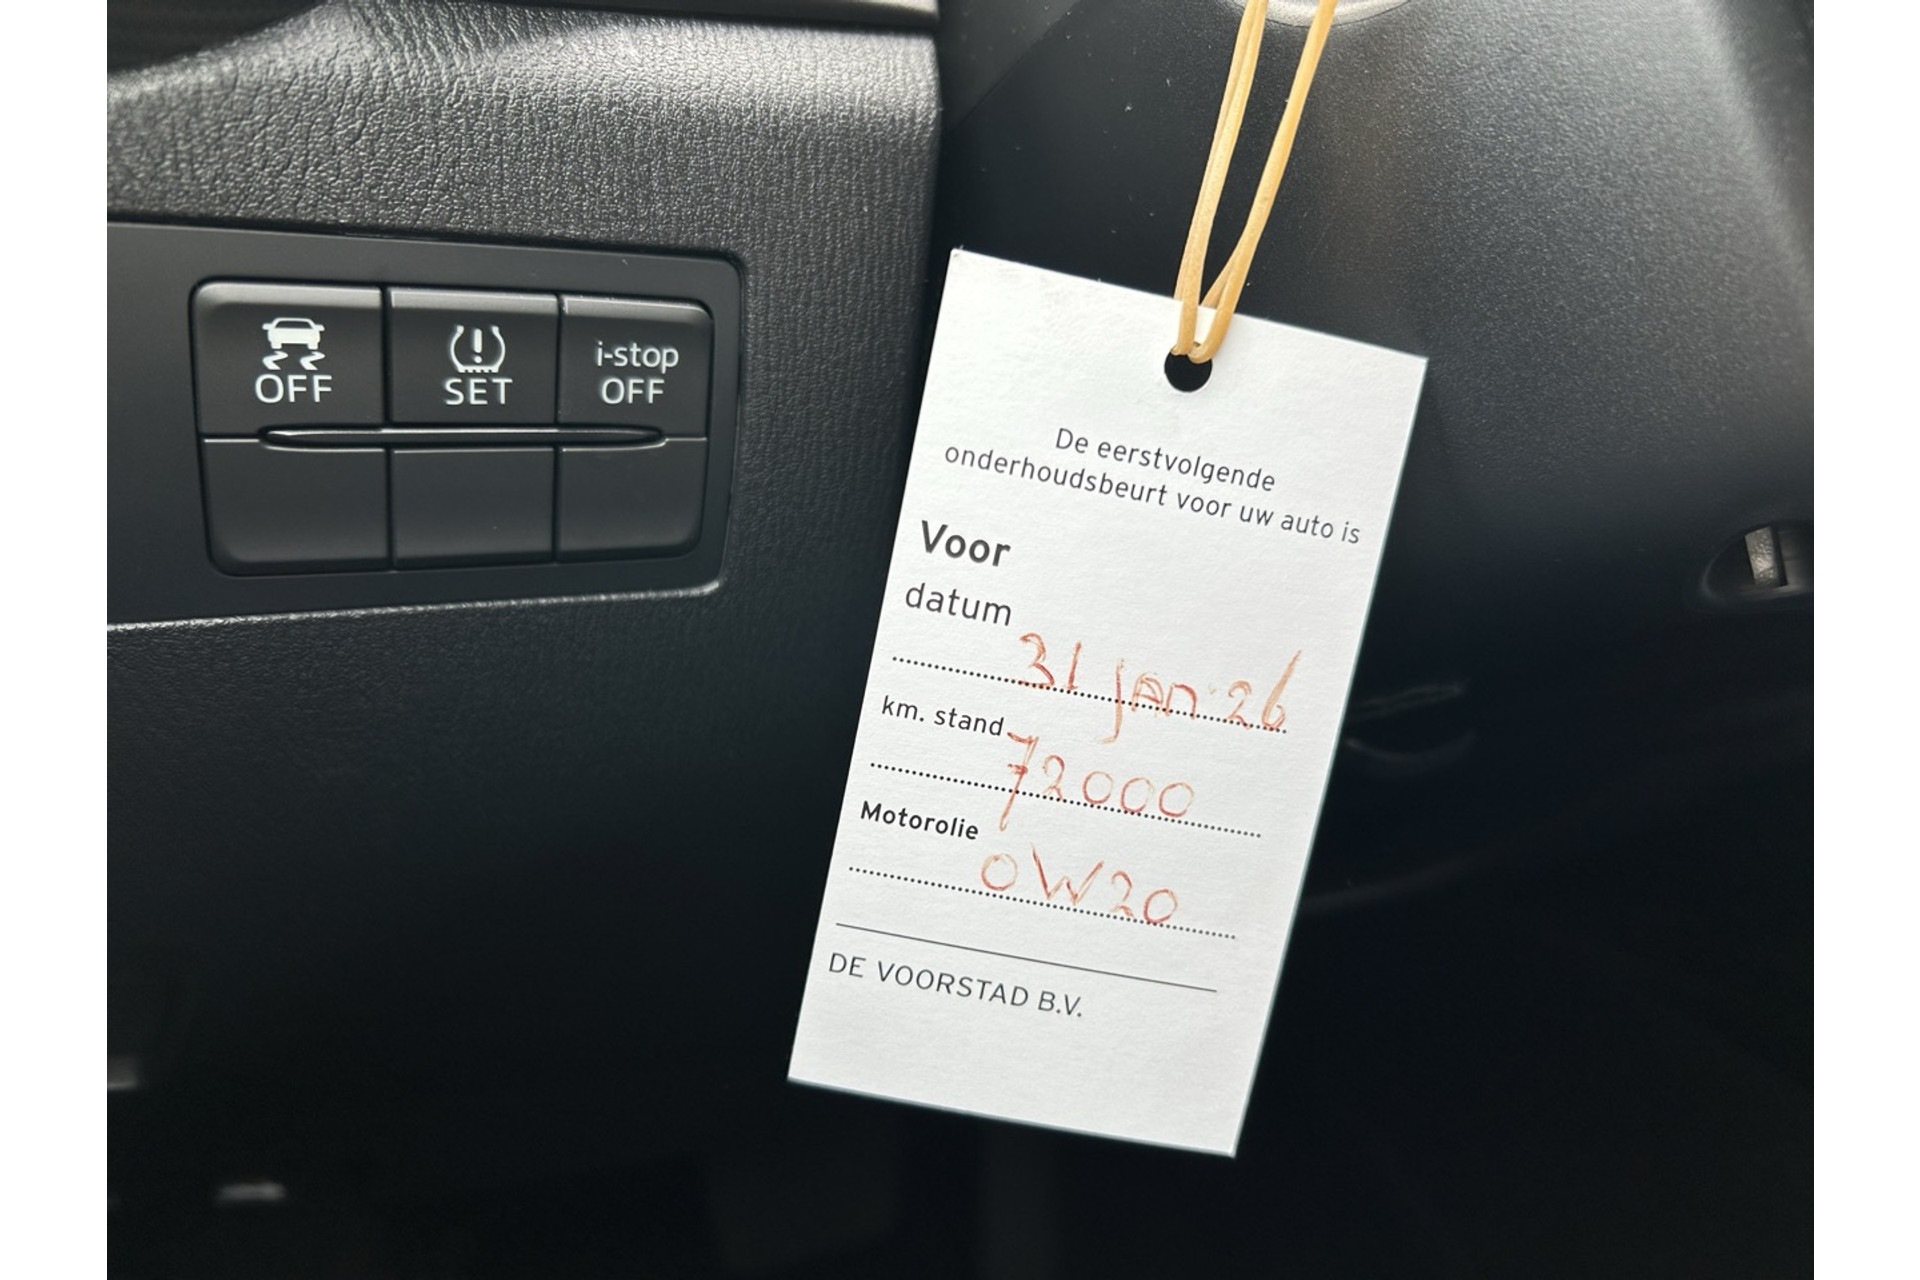 OFF
SET
i-stop
OFF
De eerstvolgende
onderhoudsbeurt voor uw auto is
Voor
datum
31 jan. 26
km. stand
72000
Motorolie
0W20
DE VOORSTAD B.V.